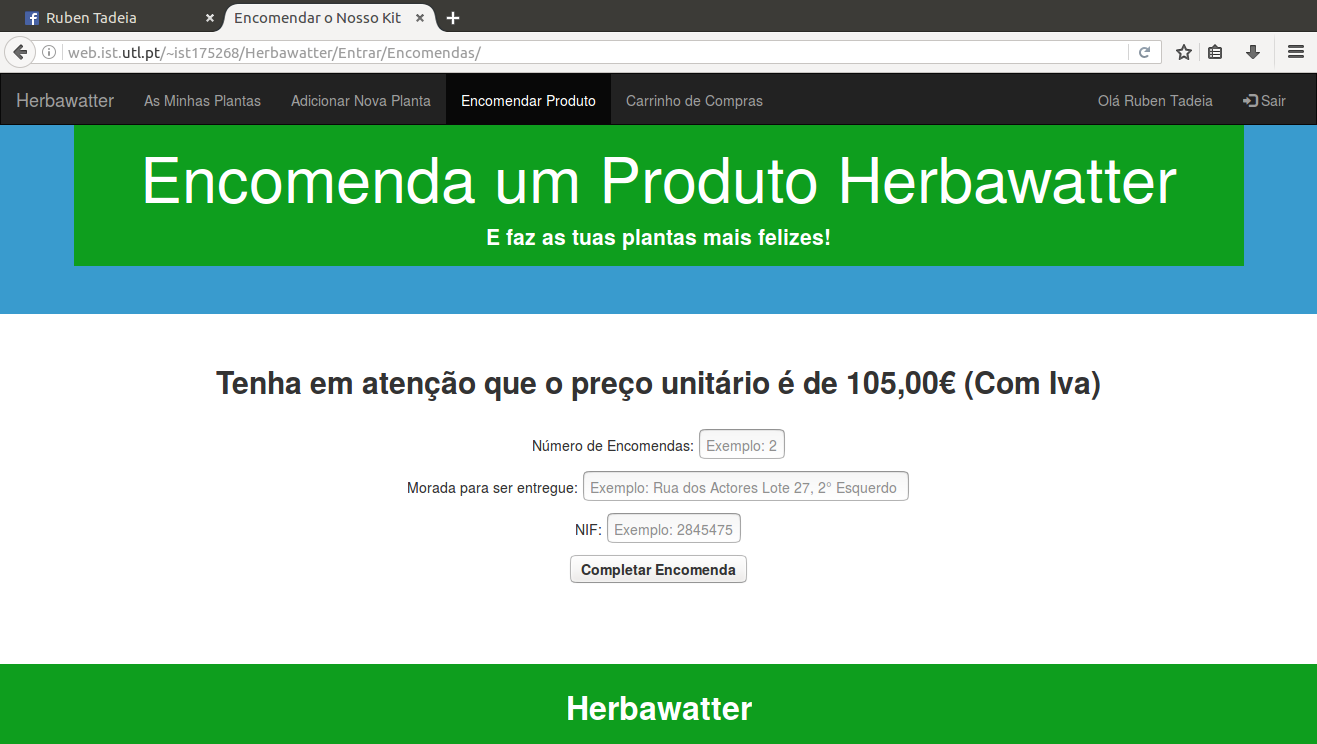 Ruben Tadeia × Encomendar o Nosso Kit × +
web.ist.utl.pt/~ist175268/Herbawatter/Entrar/Encomendas/
Herbawatter As Minhas Plantas Adicionar Nova Planta Encomendar Produto Carrinho de Compras Olá Ruben Tadeia Sair
Encomenda um Produto Herbawatter
E faz as tuas plantas mais felizes!
Tenha em atenção que o preço unitário é de 105,00€ (Com Iva)
Número de Encomendas: Exemplo: 2
Morada para ser entregue: Exemplo: Rua dos Actores Lote 27, 2° Esquerdo
NIF: Exemplo: 2845475
Completar Encomenda
Herbawatter